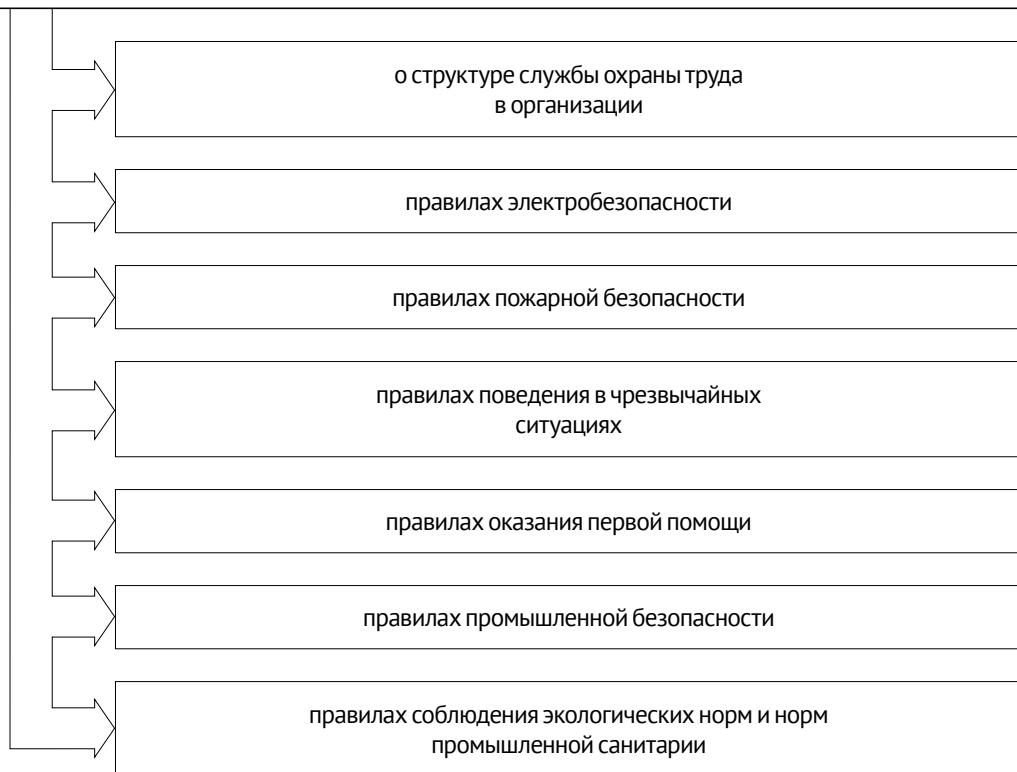 о структуре службы охраны труда
в организации
правилах электробезопасности
правилах пожарной безопасности
правилах поведения в чрезвычайных
ситуациях
правилах оказания первой помощи
правилах промышленной безопасности
правилах соблюдения экологических норм и норм
промышленной санитарии